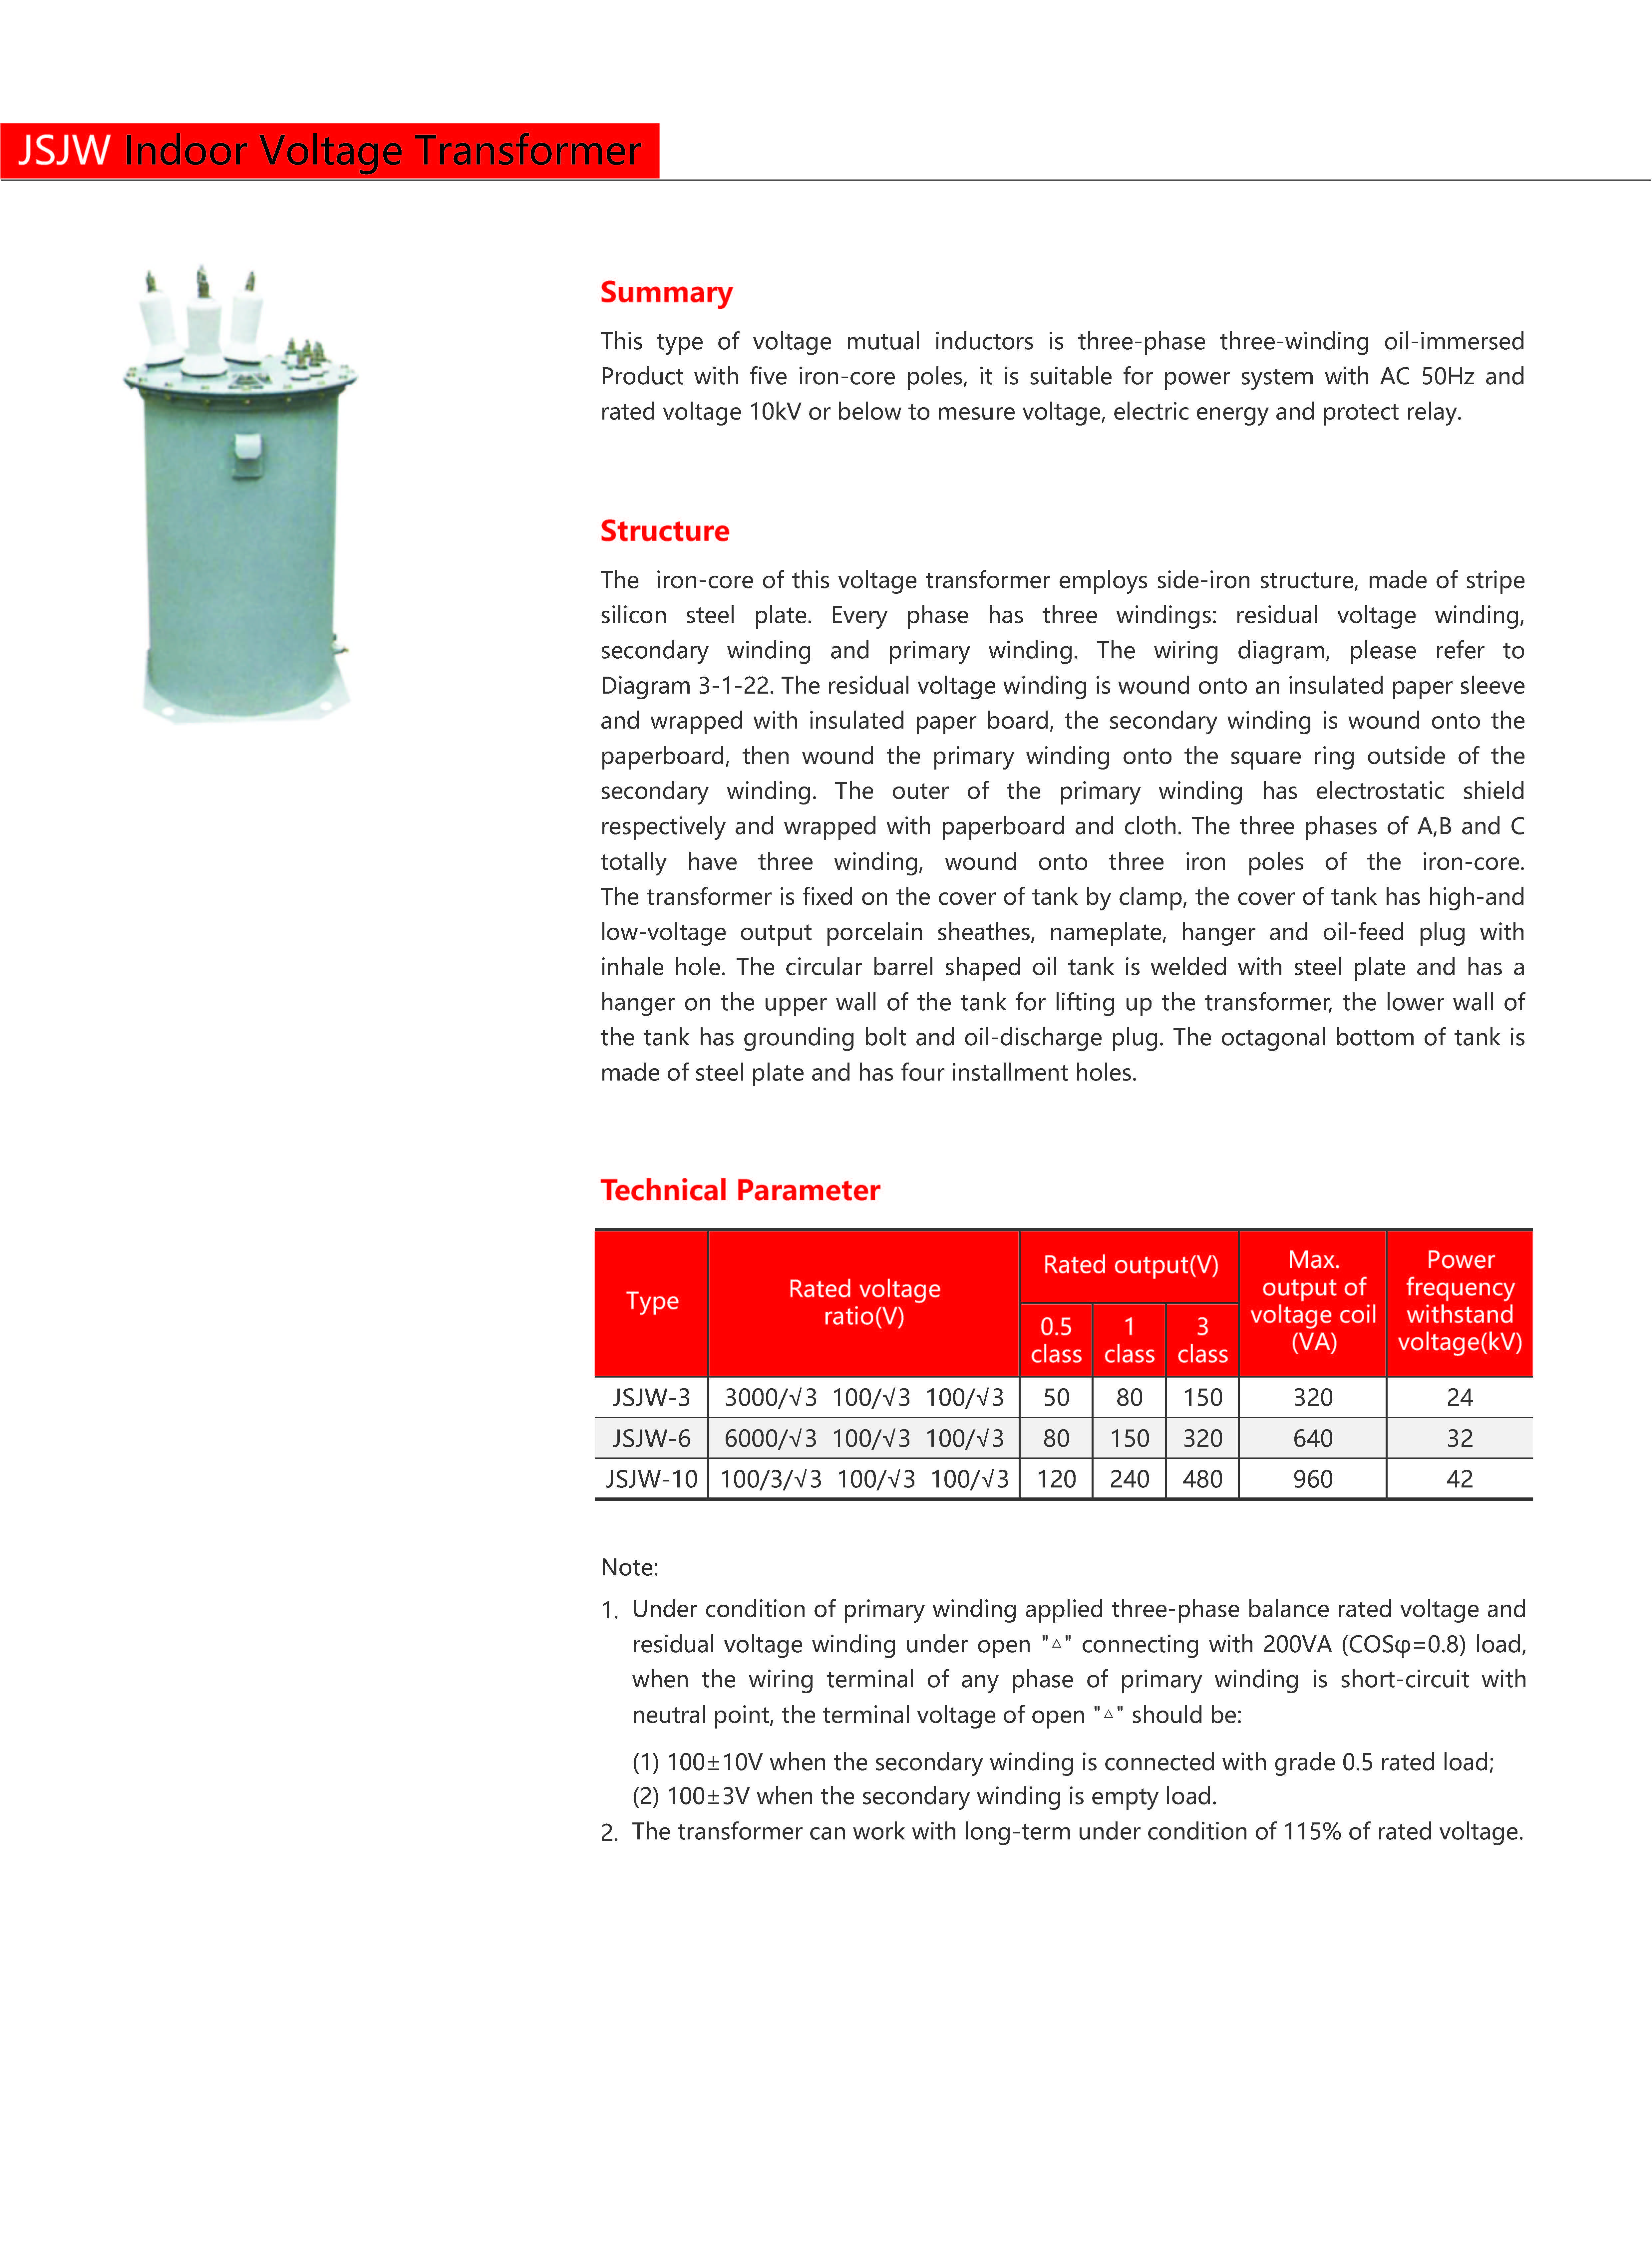 JSJW Indoor Voltage Transformer
Summary
This type of voltage mutual inductors is three-phase three-winding oil-immersed
Product with five iron-core poles, it is suitable for power system with AC 50Hz and
rated voltage 10kV or below to mesure voltage, electric energy and protect relay.
Structure
The iron-core of this voltage transformer employs side-iron structure, made of stripe
silicon steel plate. Every phase has three windings: residual voltage winding,
secondary winding and primary winding. The wiring diagram, please refer to
Diagram 3-1-22. The residual voltage winding is wound onto an insulated paper sleeve
and wrapped with insulated paper board, the secondary winding is wound onto the
paperboard, then wound the primary winding onto the square ring outside of the
secondary winding. The outer of the primary winding has electrostatic shield
respectively and wrapped with paperboard and cloth. The three phases of A,B and C
totally have three winding, wound onto three iron poles of the iron-core.
The transformer is fixed on the cover of tank by clamp, the cover of tank has high-and
low-voltage output porcelain sheathes, nameplate, hanger and oil-feed plug with
inhale hole. The circular barrel shaped oil tank is welded with steel plate and has a
hanger on the upper wall of the tank for lifting up the transformer, the lower wall of
the tank has grounding bolt and oil-discharge plug. The octagonal bottom of tank is
made of steel plate and has four installment holes.
Technical Parameter
Type
Rated voltage
ratio(V)
Rated output(V)
0.5
class
1
class
3
class
Max.
output of
voltage coil
(VA)
Power
frequency
withstand
voltage(kV)
JSJW-3 3000/√3 100/√3 100/√3 50 80 150 320 24
JSJW-6 6000/√3 100/√3 100/√3 80 150 320 640 32
JSJW-10 100/3/√3 100/√3 100/√3 120 240 480 960 42
Note:
1. Under condition of primary winding applied three-phase balance rated voltage and
residual voltage winding under open "△" connecting with 200VA (COSφ=0.8) load,
when the wiring terminal of any phase of primary winding is short-circuit with
neutral point, the terminal voltage of open "△" should be:
(1) 100±10V when the secondary winding is connected with grade 0.5 rated load;
(2) 100±3V when the secondary winding is empty load.
2. The transformer can work with long-term under condition of 115% of rated voltage.